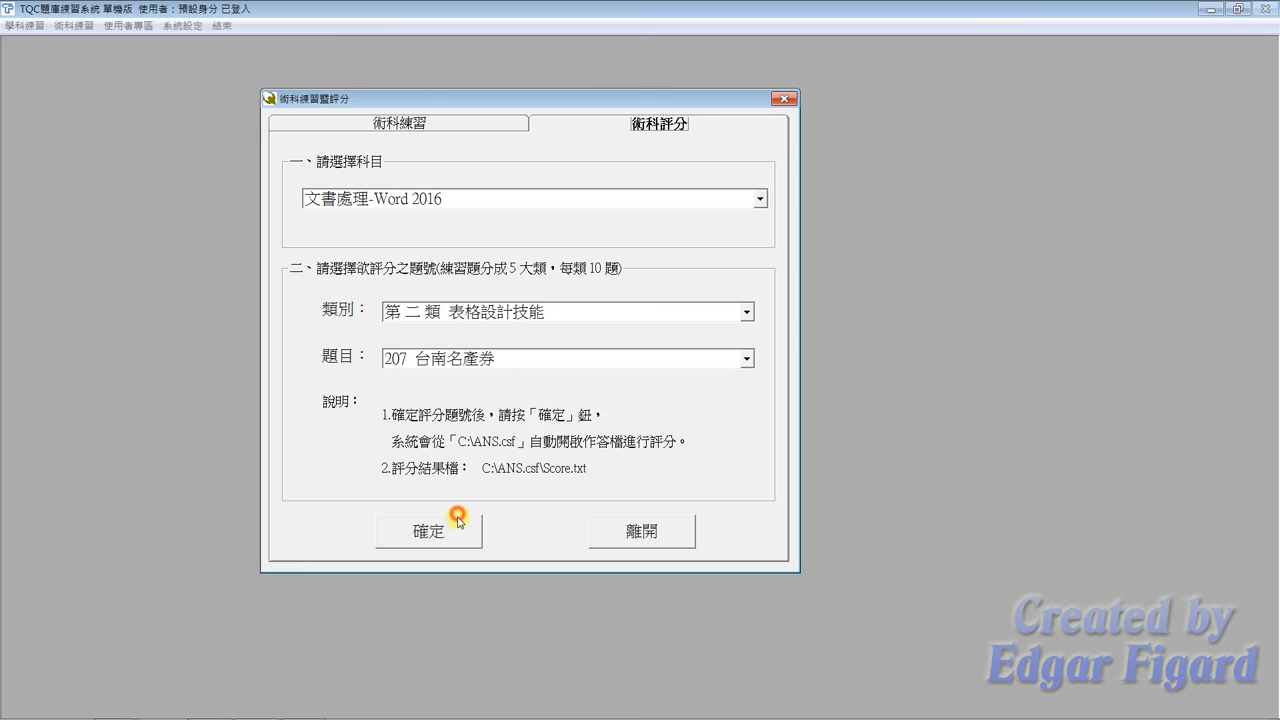 TQC題庫練習系統 單機版 使用者：預設身分 已登入
學科練習 術科練習 使用者專區 系統設定 結束
術科練習暨評分
術科練習 術科評分
一、請選擇科目
文書處理-Word 2016
二、請選擇欲評分之題號(練習題分成 5 大類，每類 10 題)
類別： 第 二 類 表格設計技能
題目： 207 台南名產券
說明：
1.確定評分題號後，請按「確定」鈕，
系統會從「C:\ANS.csf」自動開啟作答檔進行評分。
2.評分結果檔： C:\ANS.csf\Score.txt
確定 離開
Created by
Edgar Figard